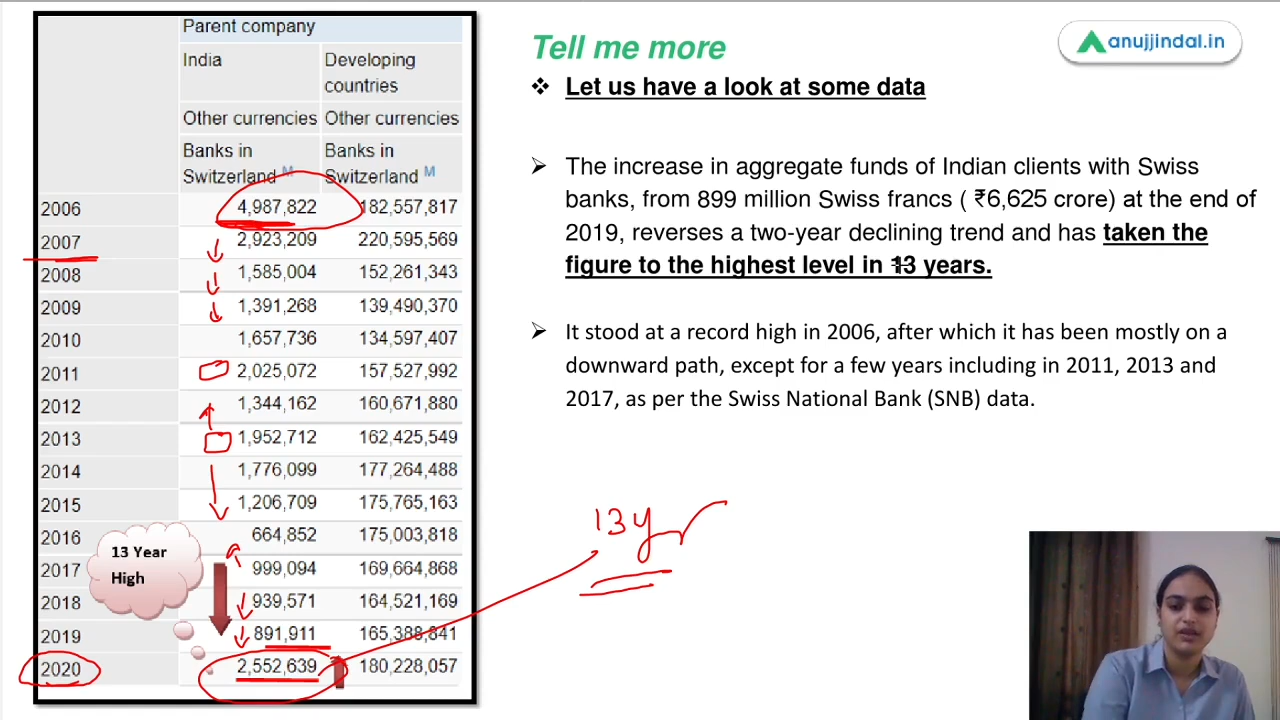 Parent company
India Developing countries
Other currencies Other currencies
Banks in Switzerland M Banks in Switzerland M
2006 4,987,822 182,557,817
2007 2,923,209 220,595,569
2008 1,585,004 152,261,343
2009 1,391,268 139,490,370
2010 1,657,736 134,597,407
2011 2,025,072 157,527,992
2012 1,344,162 160,671,880
2013 1,952,712 162,425,549
2014 1,776,099 177,264,488
2015 1,206,709 175,765,163
2016 664,852 175,003,818
2017 999,094 169,664,868
2018 939,571 164,521,169
2019 891,911 165,388,841
2020 2,552,639 180,228,057
13 Year
High
Tell me more
anujjindal.in
❖ Let us have a look at some data
➢ The increase in aggregate funds of Indian clients with Swiss
banks, from 899 million Swiss francs ( ₹6,625 crore) at the end of
2019, reverses a two-year declining trend and has taken the
figure to the highest level in 13 years.
➢ It stood at a record high in 2006, after which it has been mostly on a
downward path, except for a few years including in 2011, 2013 and
2017, as per the Swiss National Bank (SNB) data.
13y